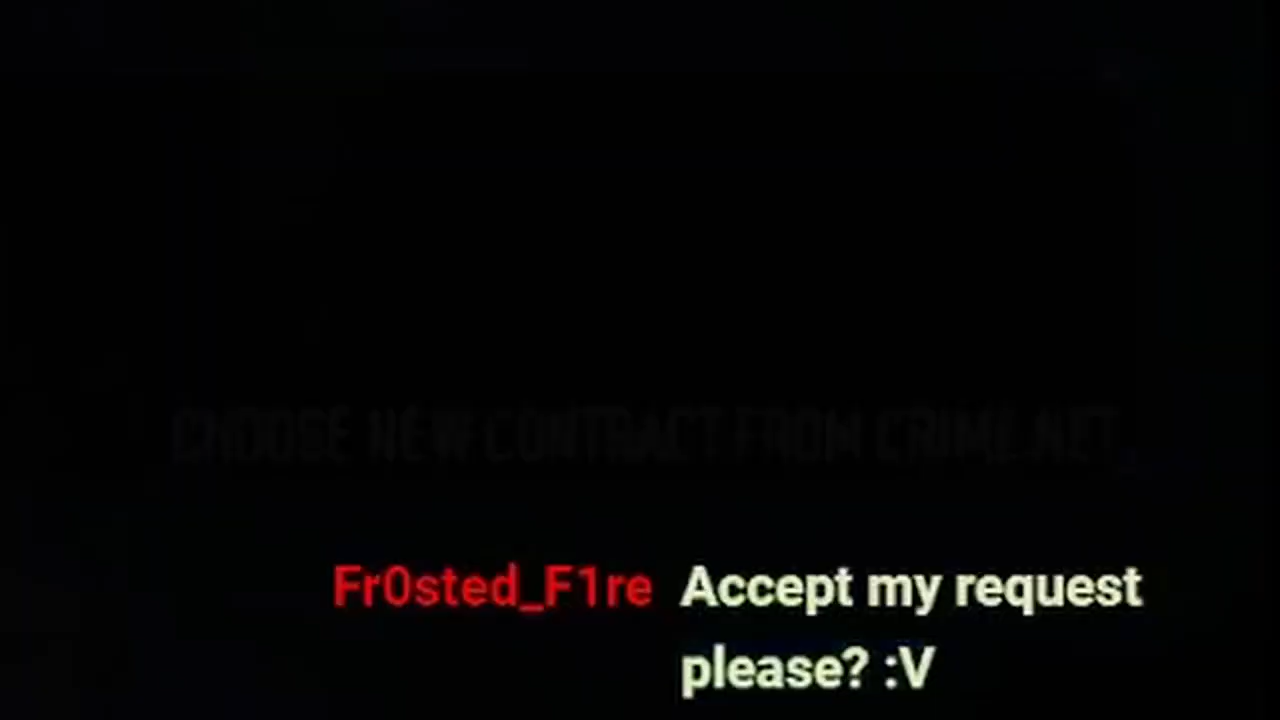 CHOOSE NEW CONTRACT FROM CRIME.NET
Fr0sted_F1re Accept my request
please? :V